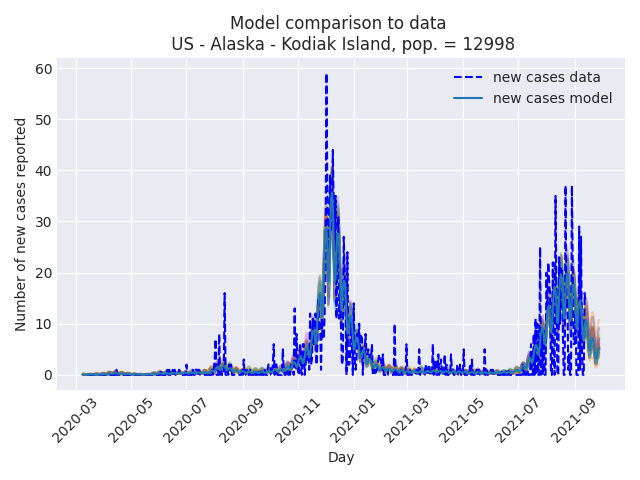 Model comparison to data
US - Alaska - Kodiak Island, pop. = 12998
new cases data
new cases model
Number of new cases reported
60
50
40
30
20
10
0
2020-03
2020-05
2020-07
2020-09
2020-11
2021-01
2021-03
2021-05
2021-07
2021-09
Day